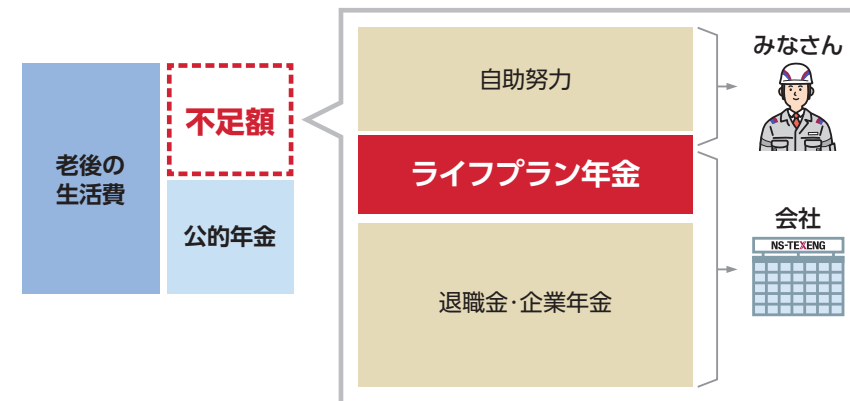 老後の
生活費
不足額
公的年金
自助努力
ライフプラン年金
退職金・企業年金
みなさん
会社
NS-TEXENG